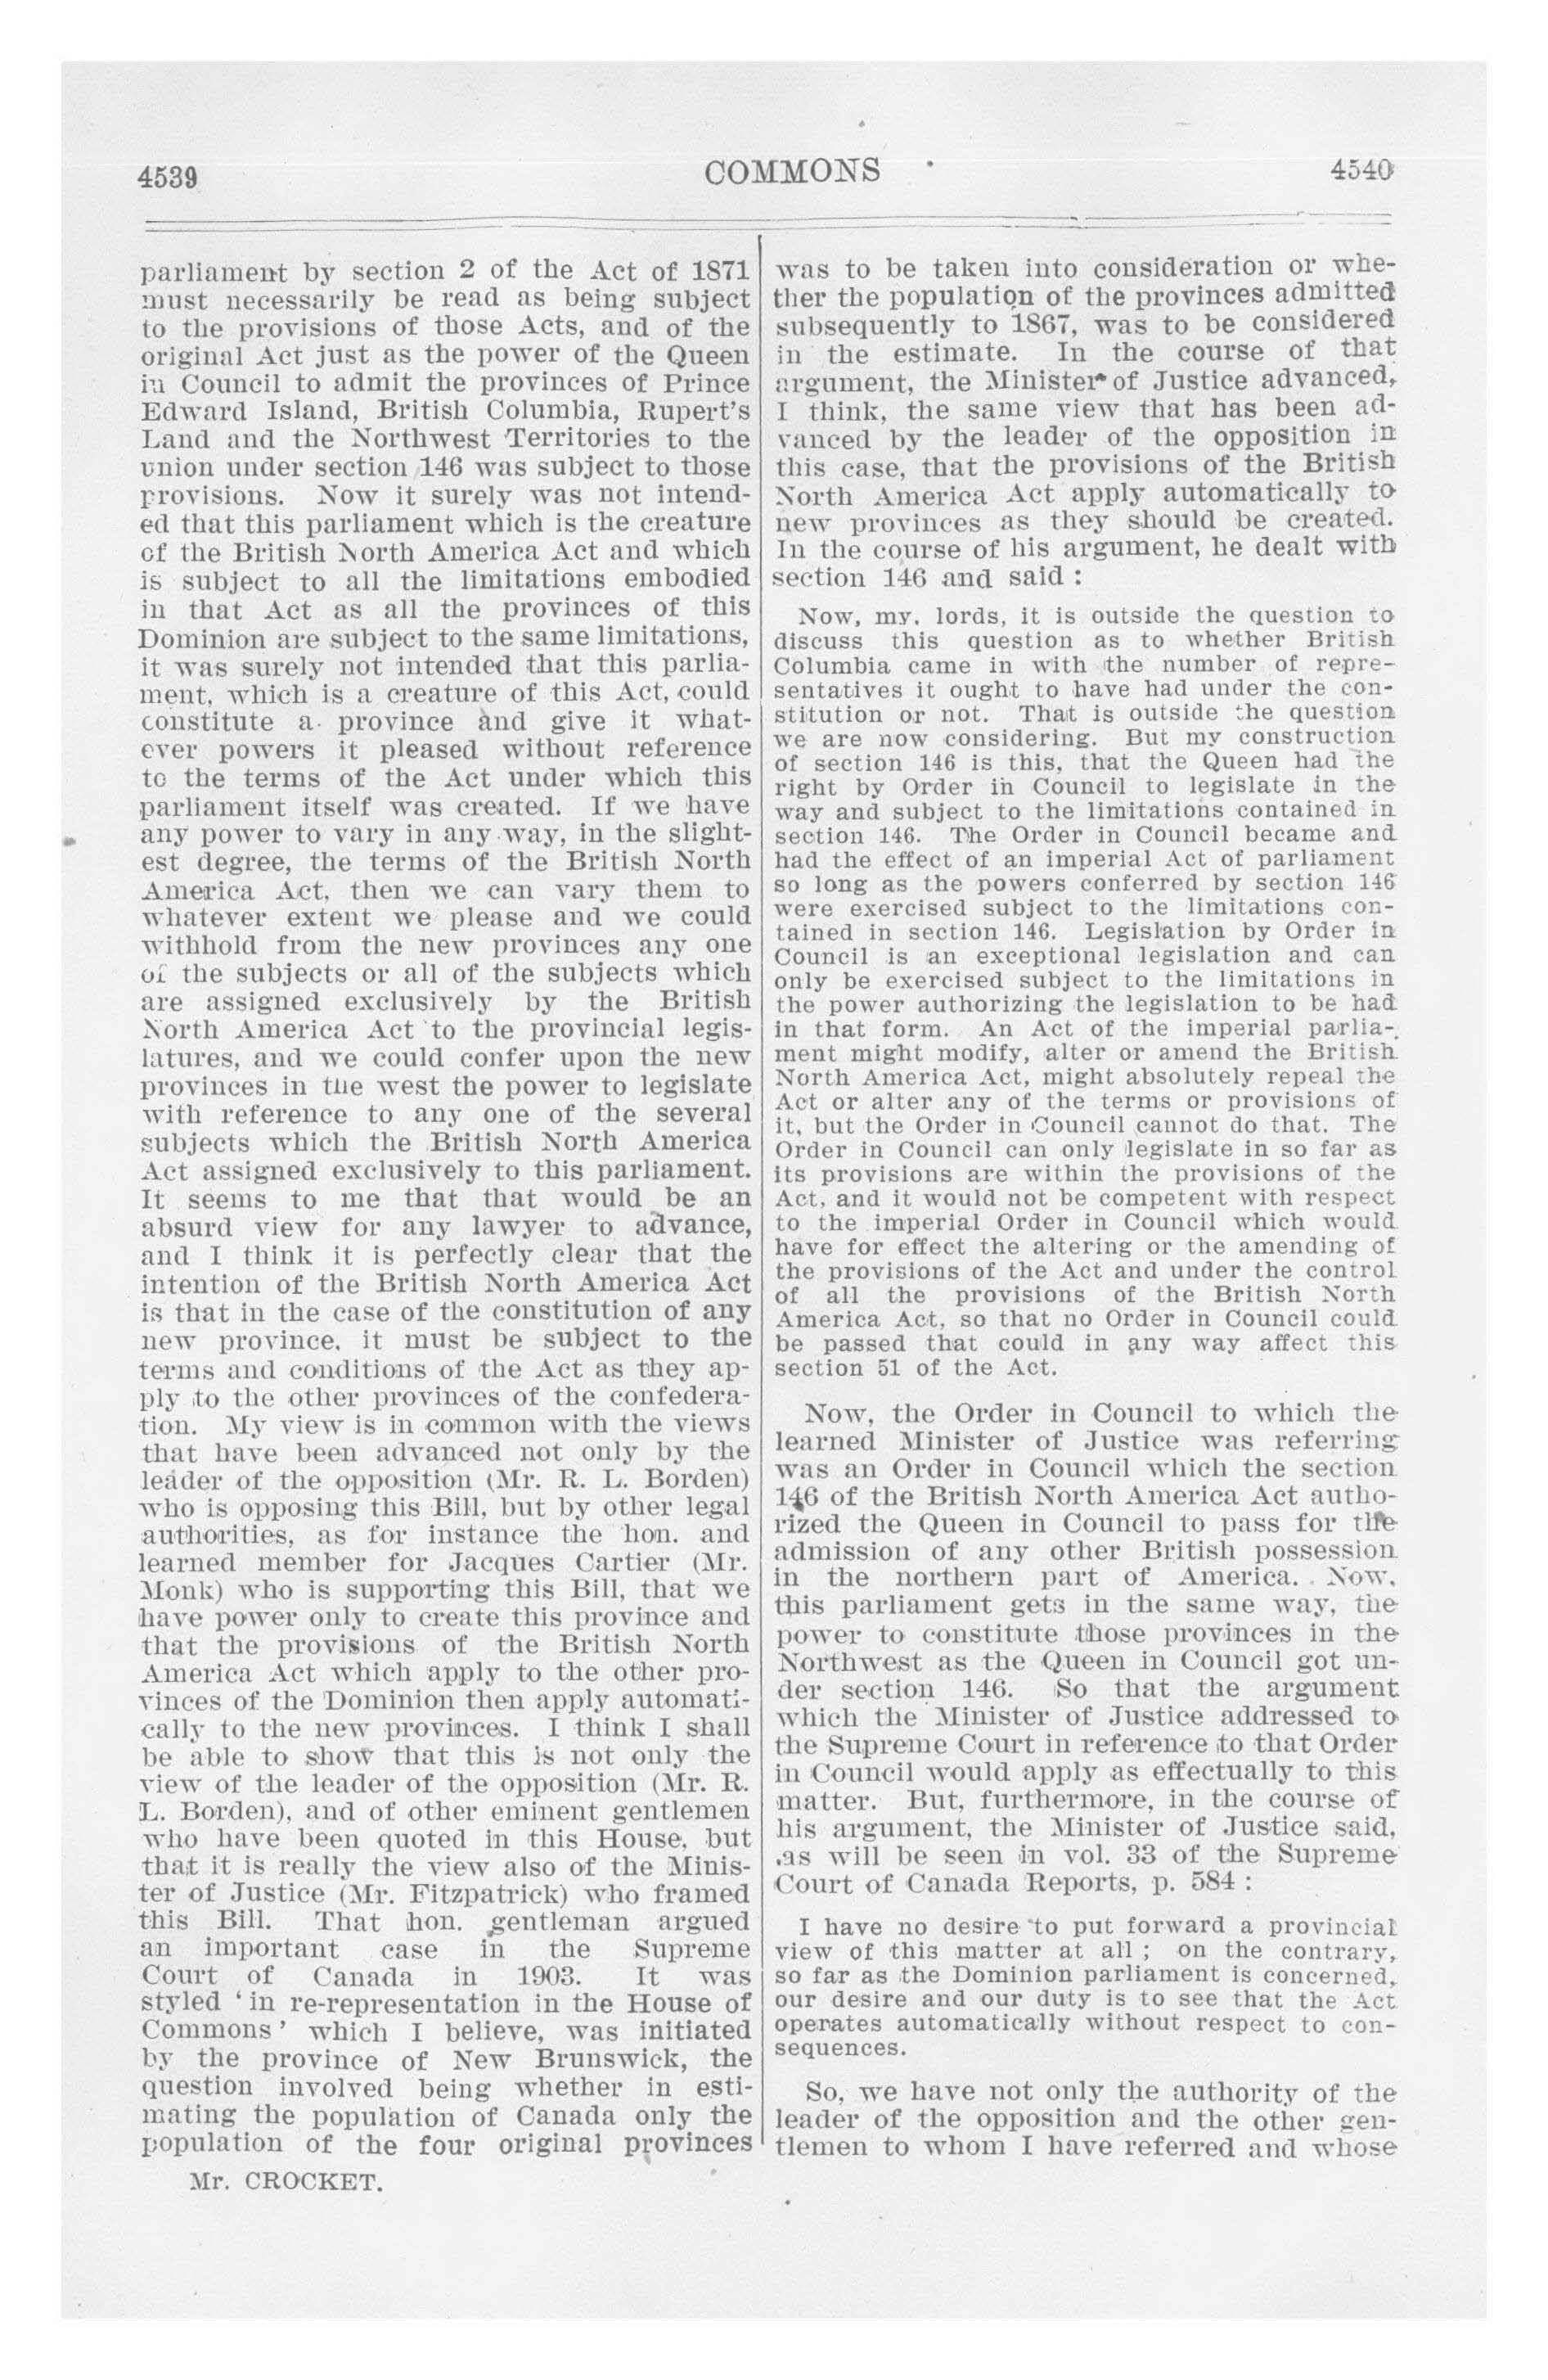 4539
COMMONS
4540
parliament by section 2 of the Act of 1871
must necessarily be read as being subject
to the provisions of those Acts, and of the
original Act just as the power of the Queen
in Council to admit the provinces of Prince
Edward Island, British Columbia, Rupert's
Land and the Northwest Territories to the
union under section 146 was subject to those
provisions. Now it surely was not intend-
ed that this parliament which is the creature
of the British North America Act and which
is subject to all the limitations embodied
in that Act as all the provinces of this
Dominion are subject to the same limitations,
it was surely not intended that this parlia-
ment, which is a creature of this Act, could
constitute a province and give it what-
ever powers it pleased without reference
to the terms of the Act under which this
parliament itself was created. If we have
any power to vary in any way, in the slight-
est degree, the terms of the British North
America Act, then we can vary them to
whatever extent we please and we could
withhold from the new provinces any one
of the subjects or all of the subjects which
are assigned exclusively by the British
North America Act to the provincial legis-
latures, and we could confer upon the new
provinces in the west the power to legislate
with reference to any one of the several
subjects which the British North America
Act assigned exclusively to this parliament.
It seems to me that that would be an
absurd view for any lawyer to advance,
and I think it is perfectly clear that the
intention of the British North America Act
is that in the case of the constitution of any
new province, it must be subject to the
terms and conditions of the Act as they ap-
ply to the other provinces of the confedera-
tion. My view is in common with the views
that have been advanced not only by the
leader of the opposition (Mr. R. L. Borden)
who is opposing this Bill, but by other legal
authorities, as for instance the hon. and
learned member for Jacques Cartier (Mr.
Monk) who is supporting this Bill, that we
have power only to create this province and
that the provisions of the British North
America Act which apply to the other pro-
vinces of the Dominion then apply automati-
cally to the new provinces. I think I shall
be able to show that this is not only the
view of the leader of the opposition (Mr. R.
L. Borden), and of other eminent gentlemen
who have been quoted in this House, but
that it is really the view also of the Minis-
ter of Justice (Mr. Fitzpatrick) who framed
this Bill. That hon. gentleman argued
an important case in the Supreme
Court of Canada in 1903. It was
styled 'in re-representation in the House of
Commons' which I believe, was initiated
by the province of New Brunswick, the
question involved being whether in esti-
mating the population of Canada only the
population of the four original provinces
Mr. CROCKET.
was to be taken into consideration or whe-
ther the population of the provinces admitted
subsequently to 1867, was to be considered
in the estimate. In the course of that
argument, the Minister of Justice advanced,
I think, the same view that has been ad-
vanced by the leader of the opposition in
this case, that the provisions of the British
North America Act apply automatically to
new provinces as they should be created.
In the course of his argument, he dealt with
section 146 and said :
Now, my. lords, it is outside the question to
discuss this question as to whether British
Columbia came in with the number of repre-
sentatives it ought to have had under the con-
stitution or not. That is outside the question
we are now considering. But my construction
of section 146 is this, that the Queen had the
right by Order in Council to legislate in the
way and subject to the limitations contained in
section 146. The Order in Council became and
had the effect of an imperial Act of parliament
so long as the powers conferred by section 146
were exercised subject to the limitations con-
tained in section 146. Legislation by Order in
Council is an exceptional legislation and can
only be exercised subject to the limitations in
the power authorizing the legislation to be had
in that form. An Act of the imperial parlia-
ment might modify, alter or amend the British
North America Act, might absolutely repeal the
Act or alter any of the terms or provisions of
it, but the Order in Council cannot do that. The
Order in Council can only legislate in so far as
its provisions are within the provisions of the
Act, and it would not be competent with respect
to the imperial Order in Council which would
have for effect the altering or the amending of
the provisions of the Act and under the control
of all the provisions of the British North
America Act, so that no Order in Council could
be passed that could in any way affect this
section 51 of the Act.
Now, the Order in Council to which the
learned Minister of Justice was referring
was an Order in Council which the section
146 of the British North America Act autho-
rized the Queen in Council to pass for the
admission of any other British possession
in the northern part of America. Now,
this parliament gets in the same way, the
power to constitute those provinces in the
Northwest as the Queen in Council got un-
der section 146. So that the argument
which the Minister of Justice addressed to
the Supreme Court in reference to that Order
in Council would apply as effectually to this
matter. But, furthermore, in the course of
his argument, the Minister of Justice said,
as will be seen in vol. 33 of the Supreme
Court of Canada Reports, p. 584 :
I have no desire to put forward a provincial
view of this matter at all ; on the contrary,
so far as the Dominion parliament is concerned,
our desire and our duty is to see that the Act
operates automatically without respect to con-
sequences.
So, we have not only the authority of the
leader of the opposition and the other gen-
tlemen to whom I have referred and whose